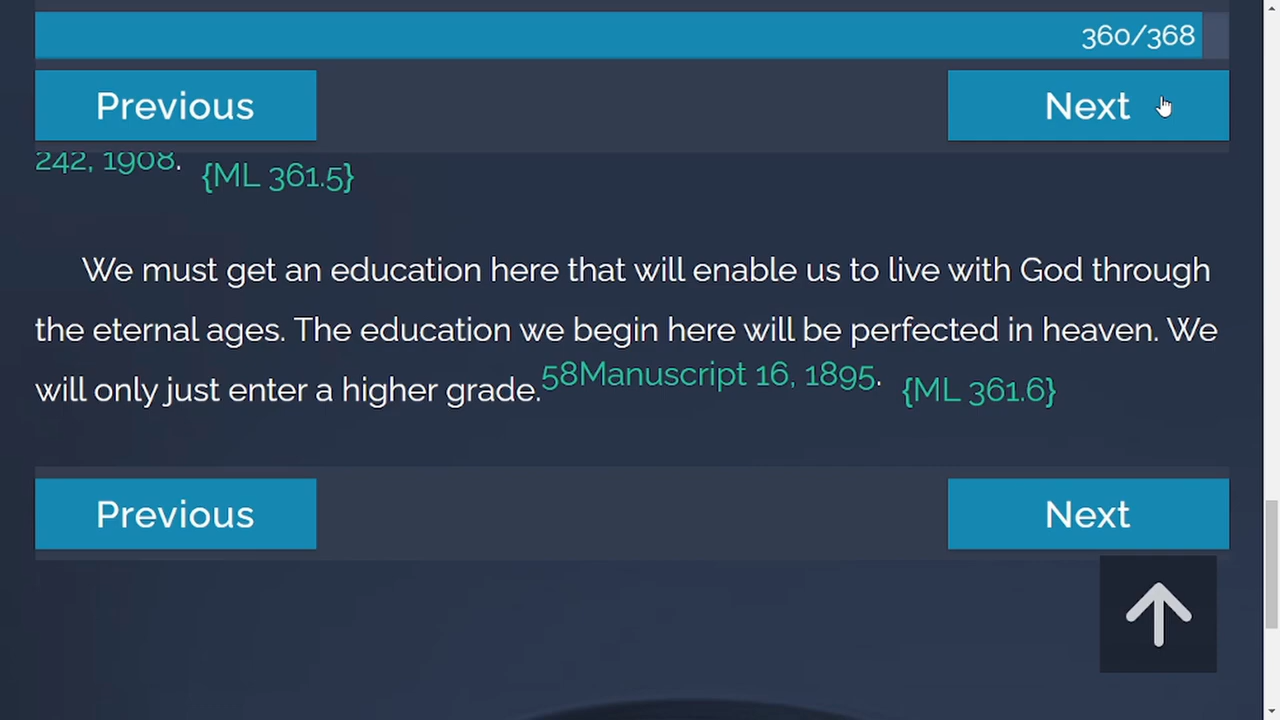 360/368
Previous Next
242, 1908. {ML 361.5}
We must get an education here that will enable us to live with God through
the eternal ages. The education we begin here will be perfected in heaven. We
will only just enter a higher grade.58Manuscript 16, 1895. {ML 361.6}
Previous Next